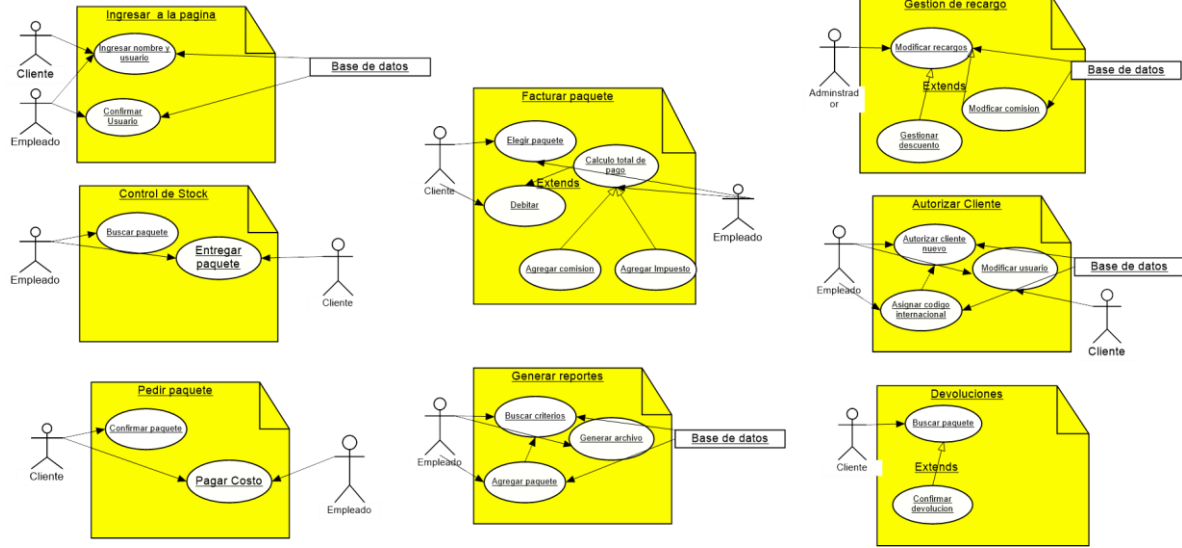 Ingresar a la pagina
Ingresar nombre y
usuario
Cliente
Base de datos
Confirmar
Usuario
Empleado
Control de Stock
Buscar paquete
Entregar
paquete
Empleado
Cliente
Pedir paquete
Confirmar paquete
Pagar Costo
Cliente
Empleado
Facturar paquete
Elegir paquete
Calculo total de
pago
Cliente
Extends
Debitar
Empleado
Agregar comision
Agregar Impuesto
Generar reportes
Buscar criterios
Generar archivo
Base de datos
Empleado
Agregar paquete
Gestion de recargo
Modificar recargos
Base de datos
Adminstrad
or
Extends
Modficar comision
Gestionar
descuento
Autorizar Cliente
Autorizar cliente
nuevo
Modificar usuario
Base de datos
Empleado
Asignar codigo
internacional
Cliente
Devoluciones
Buscar paquete
Cliente
Extends
Confirmar
devolucion